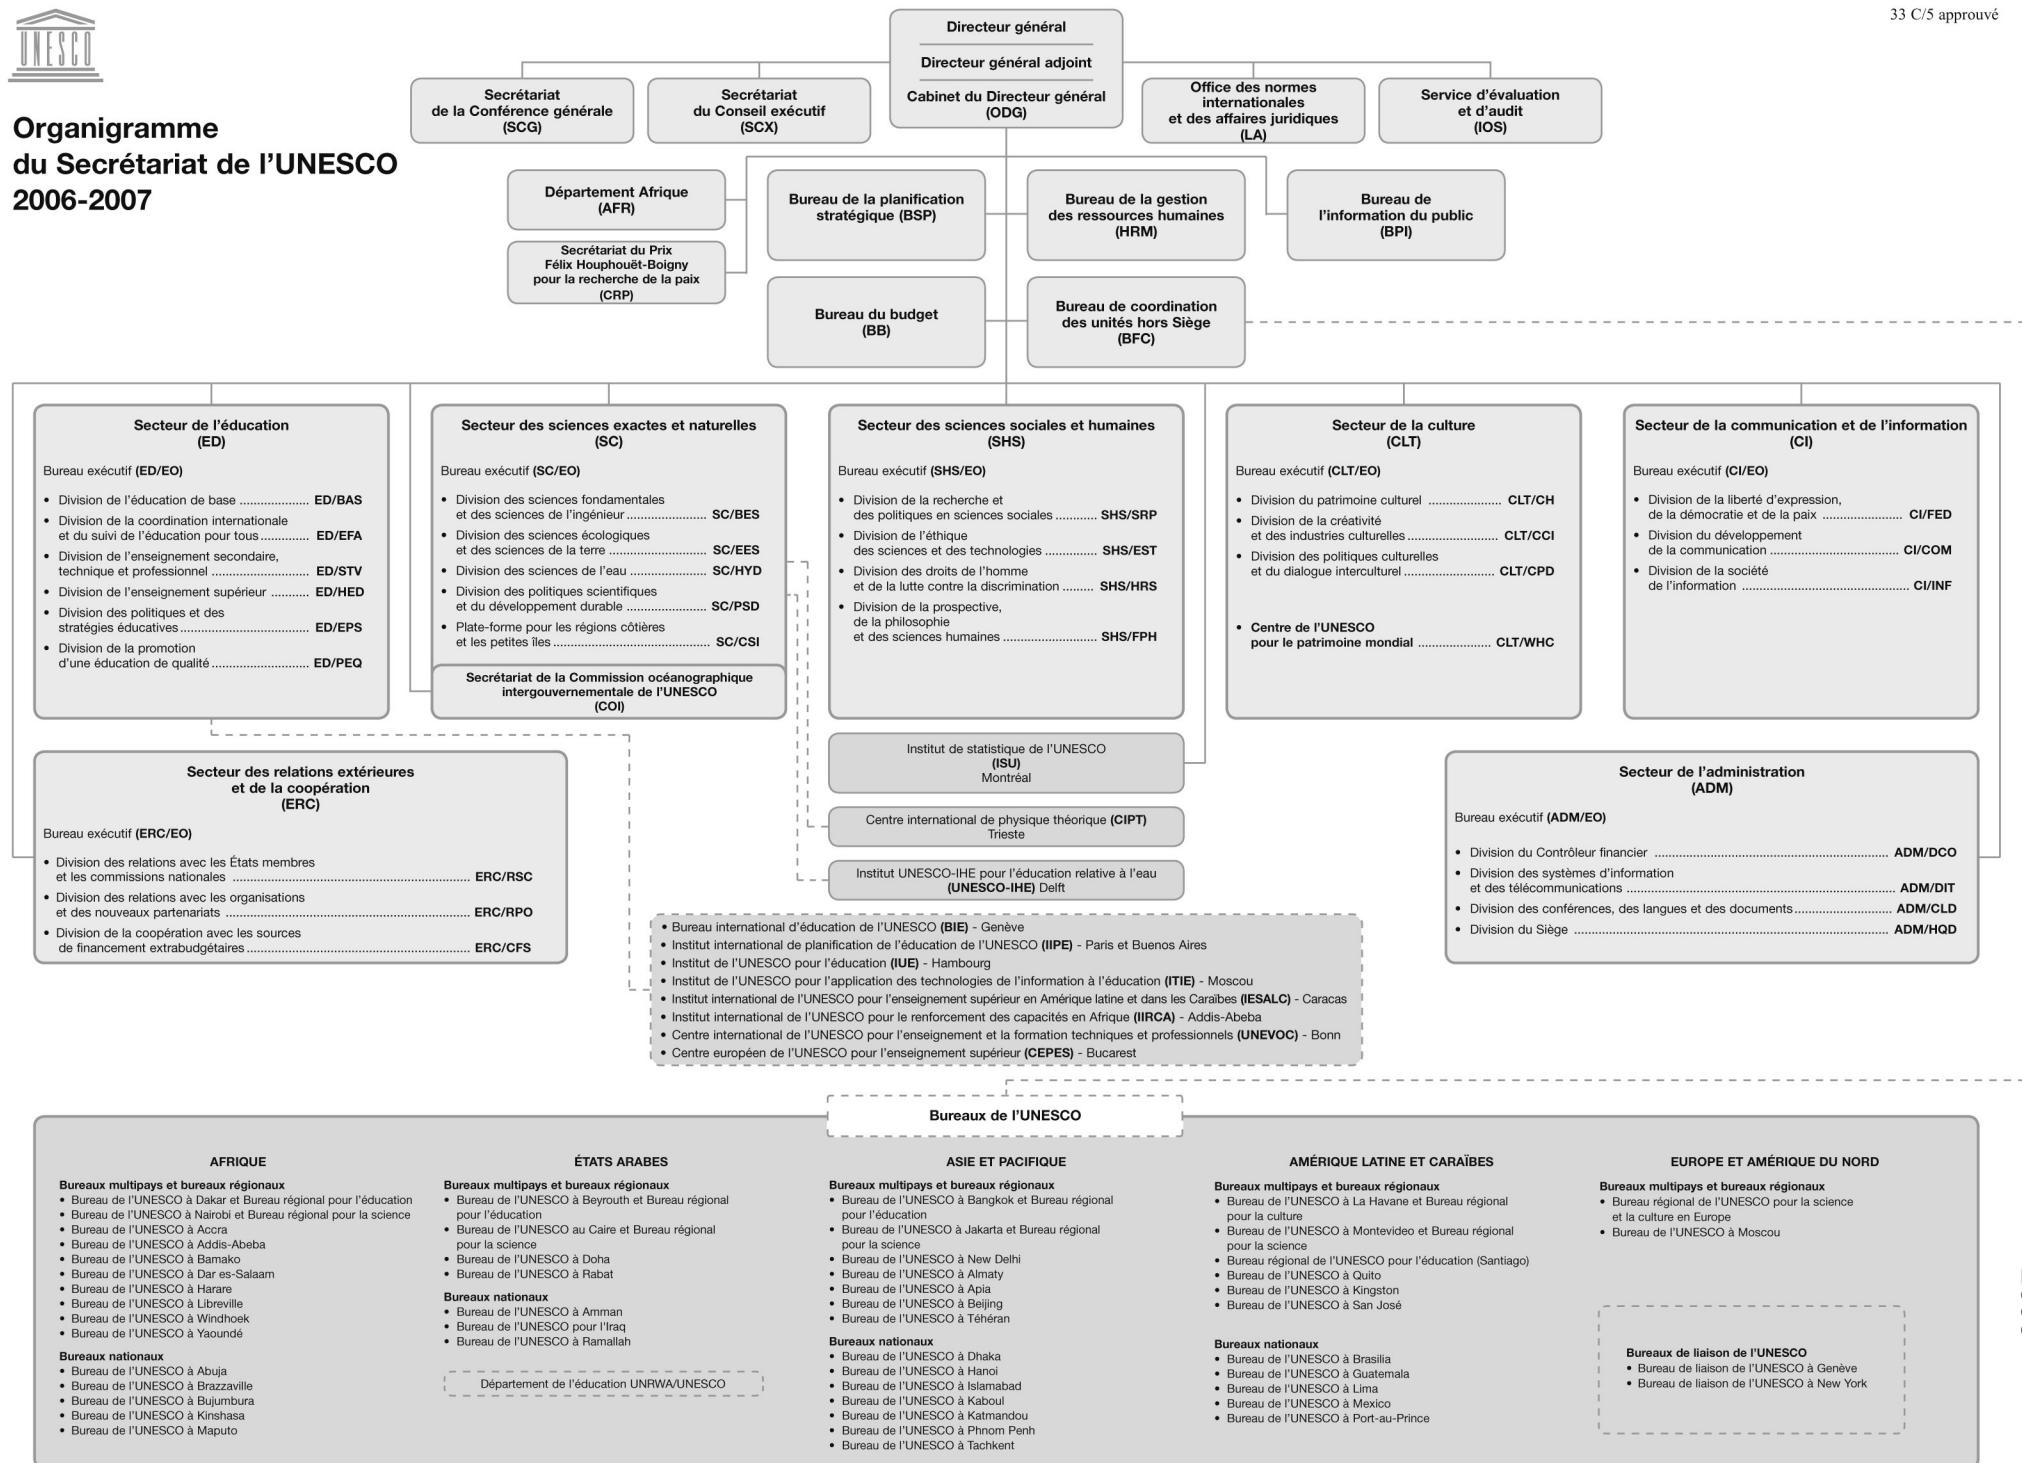 33 C/5 approuvé
UNESCO
Organigramme
du Secrétariat de l’UNESCO
2006-2007
Directeur général
Directeur général adjoint
Cabinet du Directeur général
(ODG)
Secrétariat
de la Conférence générale
(SCG)
Secrétariat
du Conseil exécutif
(SCX)
Office des normes
internationales
et des affaires juridiques
(LA)
Service d’évaluation
et d’audit
(IOS)
Département Afrique
(AFR)
Secrétariat du Prix
Félix Houphouët-Boigny
pour la recherche de la paix
(CRP)
Bureau de la planification
stratégique (BSP)
Bureau de la gestion
des ressources humaines
(HRM)
Bureau de
l’information du public
(BPI)
Bureau du budget
(BB)
Bureau de coordination
des unités hors Siège
(BFC)
Secteur de l’éducation
(ED)
Bureau exécutif (ED/EO)
• Division de l’éducation de base .................... ED/BAS
• Division de la coordination internationale
et du suivi de l’éducation pour tous .............. ED/EFA
• Division de l’enseignement secondaire,
technique et professionnel ............................ ED/STV
• Division de l’enseignement supérieur ........... ED/HED
• Division des politiques et des
stratégies éducatives ..................................... ED/EPS
• Division de la promotion
d’une éducation de qualité ............................ ED/PEQ
Secteur des sciences exactes et naturelles
(SC)
Bureau exécutif (SC/EO)
• Division des sciences fondamentales
et des sciences de l’ingénieur ....................... SC/BES
• Division des sciences écologiques
et des sciences de la terre ............................ SC/EES
• Division des sciences de l’eau ....................... SC/HYD
• Division des politiques scientifiques
et du développement durable ....................... SC/PSD
• Plate-forme pour les régions côtières
et les petites îles ............................................. SC/CSI
Secrétariat de la Commission océanographique
intergouvernementale de l’UNESCO
(COI)
Secteur des sciences sociales et humaines
(SHS)
Bureau exécutif (SHS/EO)
• Division de la recherche et
des politiques en sciences sociales ............ SHS/SRP
• Division de l’éthique
des sciences et des technologies ............... SHS/EST
• Division des droits de l’homme
et de la lutte contre la discrimination ......... SHS/HRS
• Division de la prospective,
de la philosophie
et des sciences humaines ........................... SHS/FPH
Secteur de la culture
(CLT)
Bureau exécutif (CLT/EO)
• Division du patrimoine culturel ..................... CLT/CH
• Division de la créativité
et des industries culturelles ............................ CLT/CCI
• Division des politiques culturelles
et du dialogue interculturel .......................... CLT/CPD
• Centre de l’UNESCO
pour le patrimoine mondial ..................... CLT/WHC
Secteur de la communication et de l’information
(CI)
Bureau exécutif (CI/EO)
• Division de la liberté d’expression,
de la démocratie et de la paix ....................... CI/FED
• Division du développement
de la communication ..................................... CI/COM
• Division de la société
de l’information ................................................ CI/INF
Institut de statistique de l’UNESCO
(ISU)
Montréal
Centre international de physique théorique (CIPT)
Trieste
Institut UNESCO-IHE pour l’éducation relative à l’eau
(UNESCO-IHE) Delft
Secteur des relations extérieures
et de la coopération
(ERC)
Bureau exécutif (ERC/EO)
• Division des relations avec les États membres
et les commissions nationales .................................................................... ERC/RSC
• Division des relations avec les organisations
et des nouveaux partenariats ...................................................................... ERC/RPO
• Division de la coopération avec les sources
de financement extrabudgétaires ................................................................ ERC/CFS
Secteur de l’administration
(ADM)
Bureau exécutif (ADM/EO)
• Division du Contrôleur financier .................................................................. ADM/DCO
• Division des systèmes d’information
et des télécommunications ........................................................................... ADM/DIT
• Division des conférences, des langues et des documents ........................... ADM/CLD
• Division du Siège ......................................................................................... ADM/HQD
• Bureau international d’éducation de l’UNESCO (BIE) - Genève
• Institut international de planification de l’éducation de l’UNESCO (IIPE) - Paris et Buenos Aires
• Institut de l’UNESCO pour l’éducation (IUE) - Hambourg
• Institut de l’UNESCO pour l’application des technologies de l’information à l’éducation (ITIE) - Moscou
• Institut international de l’UNESCO pour l’enseignement supérieur en Amérique latine et dans les Caraïbes (IESALC) - Caracas
• Institut international de l’UNESCO pour le renforcement des capacités en Afrique (IIRCA) - Addis-Abeba
• Centre international de l’UNESCO pour l’enseignement et la formation techniques et professionnels (UNEVOC) - Bonn
• Centre européen de l’UNESCO pour l’enseignement supérieur (CEPES) - Bucarest
Bureaux de l’UNESCO
AFRIQUE
Bureaux multipays et bureaux régionaux
• Bureau de l’UNESCO à Dakar et Bureau régional pour l’éducation
• Bureau de l’UNESCO à Nairobi et Bureau régional pour la science
• Bureau de l’UNESCO à Accra
• Bureau de l’UNESCO à Addis-Abeba
• Bureau de l’UNESCO à Bamako
• Bureau de l’UNESCO à Dar es-Salaam
• Bureau de l’UNESCO à Harare
• Bureau de l’UNESCO à Libreville
• Bureau de l’UNESCO à Windhoek
• Bureau de l’UNESCO à Yaoundé
Bureaux nationaux
• Bureau de l’UNESCO à Abuja
• Bureau de l’UNESCO à Brazzaville
• Bureau de l’UNESCO à Bujumbura
• Bureau de l’UNESCO à Kinshasa
• Bureau de l’UNESCO à Maputo
ÉTATS ARABES
Bureaux multipays et bureaux régionaux
• Bureau de l’UNESCO à Beyrouth et Bureau régional
pour l’éducation
• Bureau de l’UNESCO au Caire et Bureau régional
pour la science
• Bureau de l’UNESCO à Doha
• Bureau de l’UNESCO à Rabat
Bureaux nationaux
• Bureau de l’UNESCO à Amman
• Bureau de l’UNESCO pour l'Iraq
• Bureau de l’UNESCO à Ramallah
Département de l’éducation UNRWA/UNESCO
ASIE ET PACIFIQUE
Bureaux multipays et bureaux régionaux
• Bureau de l’UNESCO à Bangkok et Bureau régional
pour l’éducation
• Bureau de l’UNESCO à Jakarta et Bureau régional
pour la science
• Bureau de l’UNESCO à New Delhi
• Bureau de l’UNESCO à Almaty
• Bureau de l’UNESCO à Apia
• Bureau de l’UNESCO à Beijing
• Bureau de l’UNESCO à Téhéran
Bureaux nationaux
• Bureau de l’UNESCO à Dhaka
• Bureau de l’UNESCO à Hanoi
• Bureau de l’UNESCO à Islamabad
• Bureau de l’UNESCO à Kaboul
• Bureau de l’UNESCO à Katmandou
• Bureau de l’UNESCO à Phnom Penh
• Bureau de l’UNESCO à Tachkent
AMÉRIQUE LATINE ET CARAÏBES
Bureaux multipays et bureaux régionaux
• Bureau de l’UNESCO à La Havane et Bureau régional
pour la culture
• Bureau de l’UNESCO à Montevideo et Bureau régional
pour la science
• Bureau régional de l’UNESCO pour l’éducation (Santiago)
• Bureau de l’UNESCO à Quito
• Bureau de l’UNESCO à Kingston
• Bureau de l’UNESCO à San José
Bureaux nationaux
• Bureau de l’UNESCO à Brasilia
• Bureau de l’UNESCO à Guatemala
• Bureau de l’UNESCO à Lima
• Bureau de l’UNESCO à Mexico
• Bureau de l’UNESCO à Port-au-Prince
EUROPE ET AMÉRIQUE DU NORD
Bureaux multipays et bureaux régionaux
• Bureau régional de l’UNESCO pour la science
et la culture en Europe
• Bureau de l’UNESCO à Moscou
Bureaux de liaison de l’UNESCO
• Bureau de liaison de l’UNESCO à Genève
• Bureau de liaison de l’UNESCO à New York